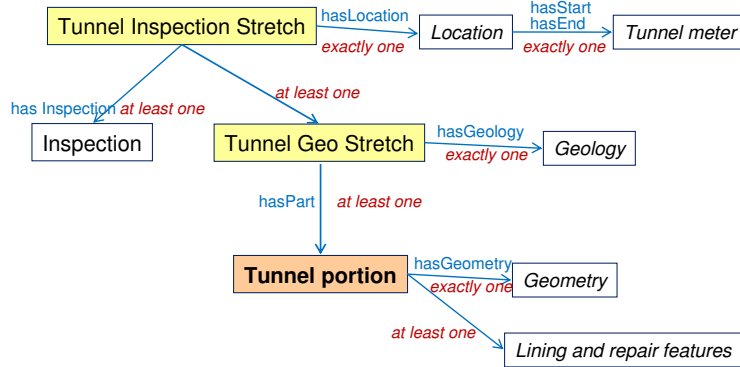 Tunnel Inspection Stretch
hasLocation
exactly one
Location
hasStart
hasEnd
exactly one
Tunnel meter
has Inspection
at least one
at least one
Inspection
Tunnel Geo Stretch
hasGeology
exactly one
Geology
hasPart
at least one
Tunnel portion
hasGeometry
exactly one
Geometry
at least one
Lining and repair features